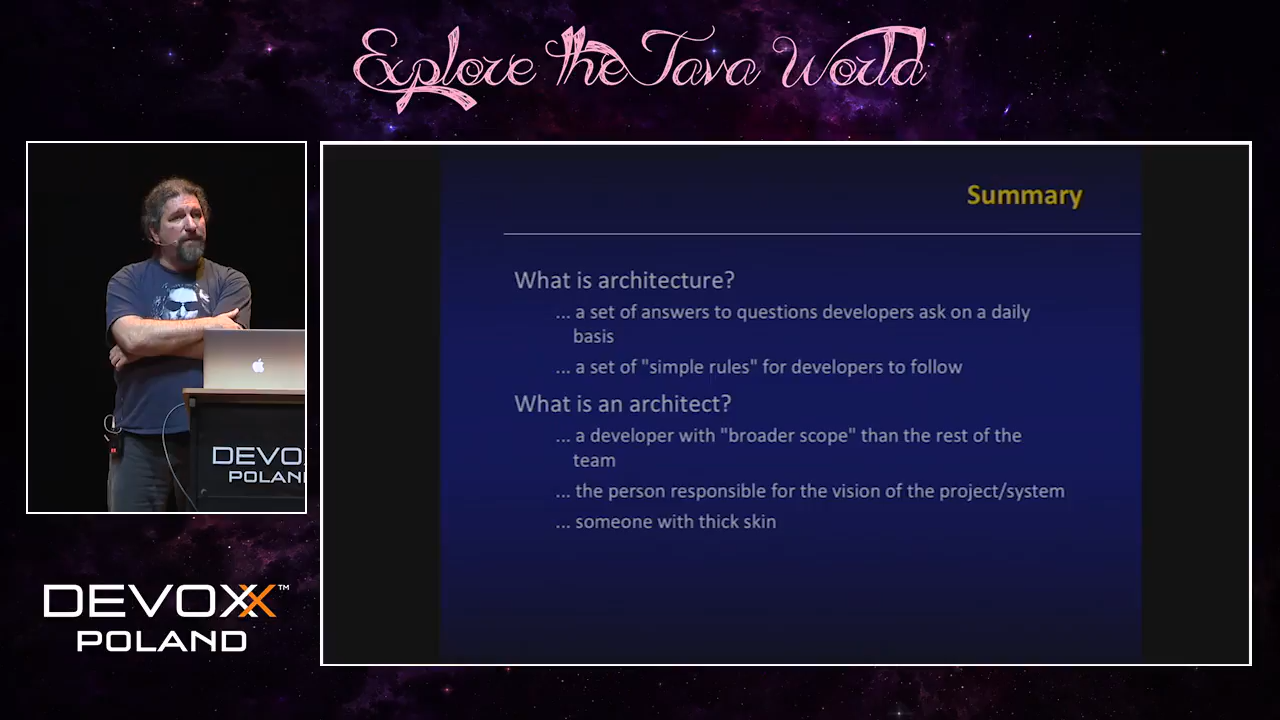 Explore the Java World
Summary
What is architecture?
... a set of answers to questions developers ask on a daily
basis
... a set of "simple rules" for developers to follow
What is an architect?
... a developer with "broader scope" than the rest of the
team
... the person responsible for the vision of the project/system
... someone with thick skin
DEVO
POLAN
DEVOXX™
POLAND